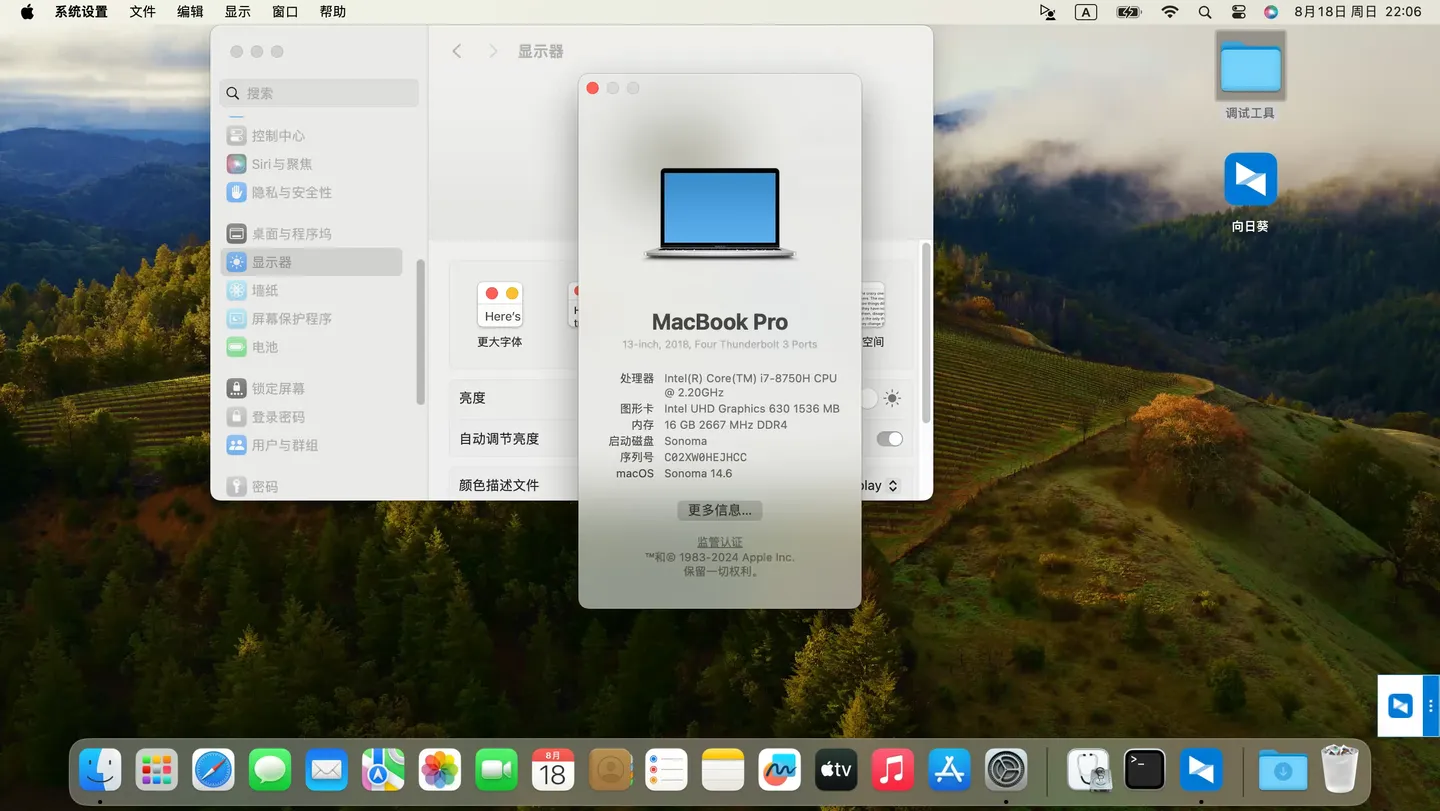 系统设置 文件 编辑 显示 窗口 帮助 A 8月18日 周日 22:06
显示器
搜索
控制中心
Siri与聚焦
隐私与安全性
桌面与程序坞
显示器
墙纸
屏幕保护程序
电池
锁定屏幕
登录密码
用户与群组
密码
Here's
更大字体
空间
亮度
自动调节亮度
颜色描述文件
play
MacBook Pro
13-inch, 2018, Four Thunderbolt 3 Ports
处理器 Intel(R) Core(TM) i7-8750H CPU
@ 2.20GHz
图形卡 Intel UHD Graphics 630 1536 MB
内存 16 GB 2667 MHz DDR4
启动磁盘 Sonoma
序列号 C02XW0HEJHCC
macOS Sonoma 14.6
更多信息...
监管认证
™和© 1983-2024 Apple Inc.
保留一切权利。
调试工具
向日葵
8月
18
tv
>_